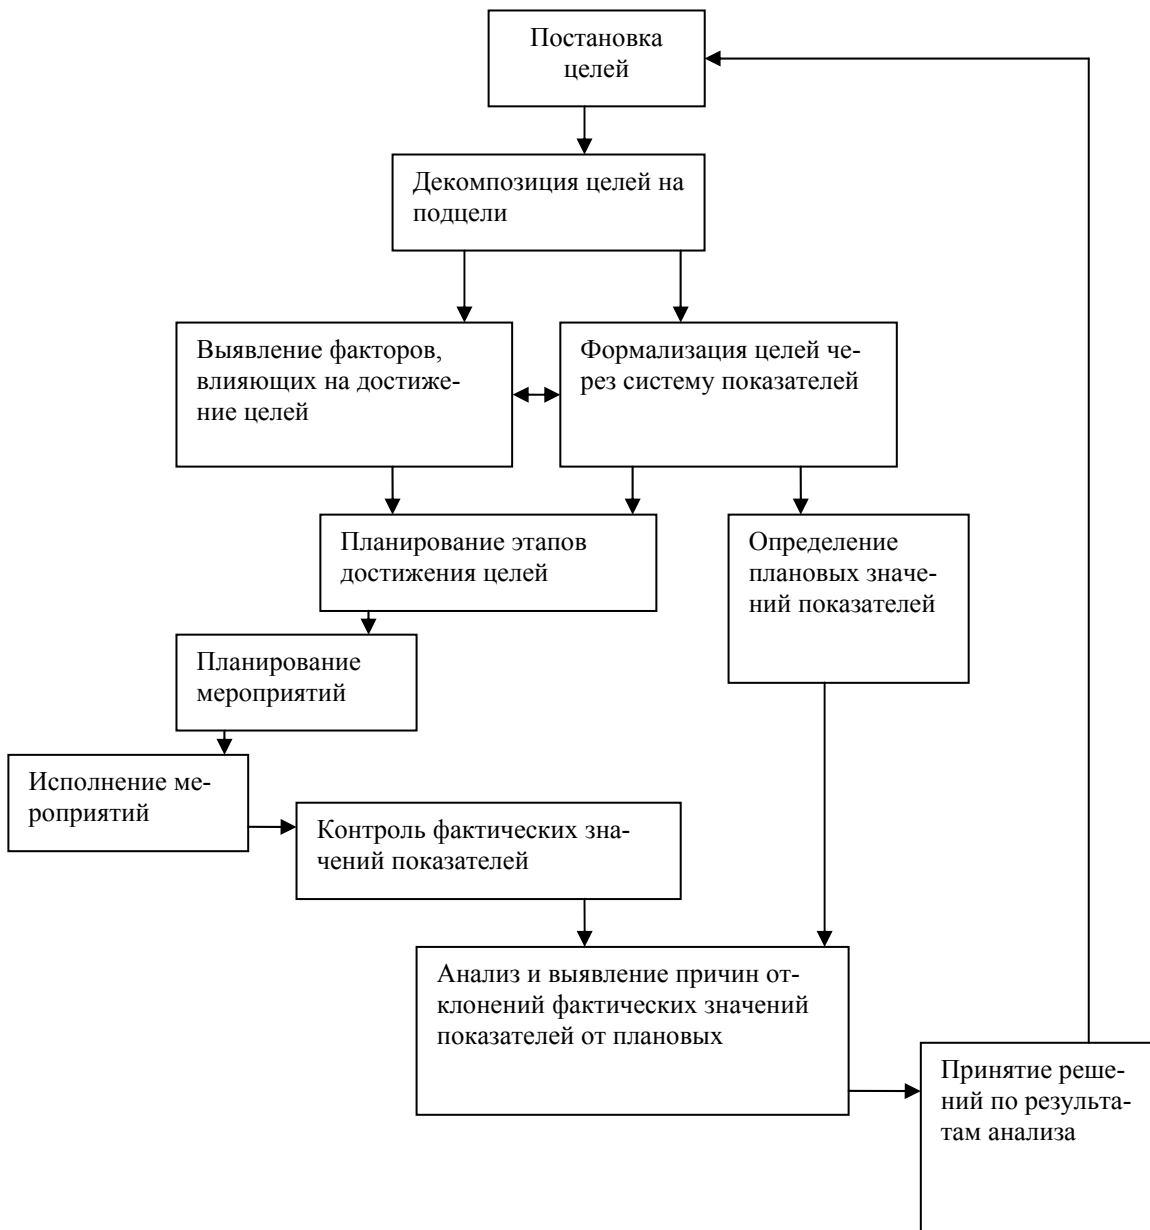 Постановка
целей
Декомпозиция целей на
подцели
Выявление факторов,
влияющих на достиже-
ние целей
Формализация целей че-
рез систему показателей
Планирование этапов
достижения целей
Определение
плановых значе-
ний показателей
Планирование
мероприятий
Исполнение ме-
роприятий
Контроль фактических зна-
чений показателей
Анализ и выявление причин от-
клонений фактических значений
показателей от плановых
Принятие реше-
ний по результа-
там анализа